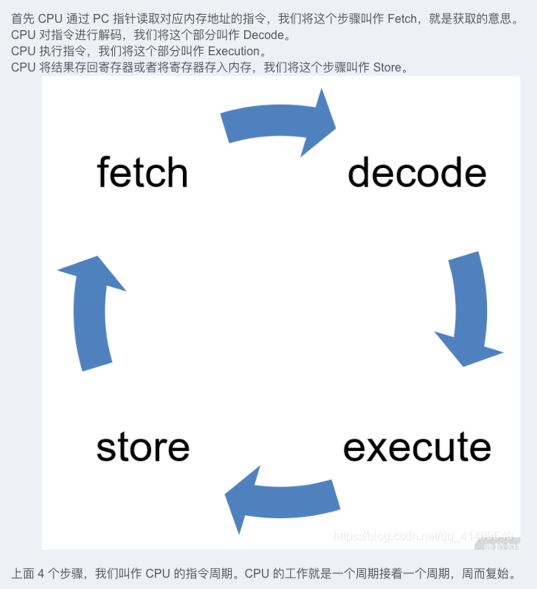 首先 CPU 通过 PC 指针读取对应内存地址的指令，我们将这个步骤叫作 Fetch，就是获取的意思。
CPU 对指令进行解码，我们将这个部分叫作 Decode。
CPU 执行指令，我们将这个部分叫作 Execution。
CPU 将结果存回寄存器或者将寄存器存入内存，我们将这个步骤叫作 Store。
fetch
decode
store
execute
上面 4 个步骤，我们叫作 CPU 的指令周期。CPU 的工作就是一个周期接着一个周期，周而复始。